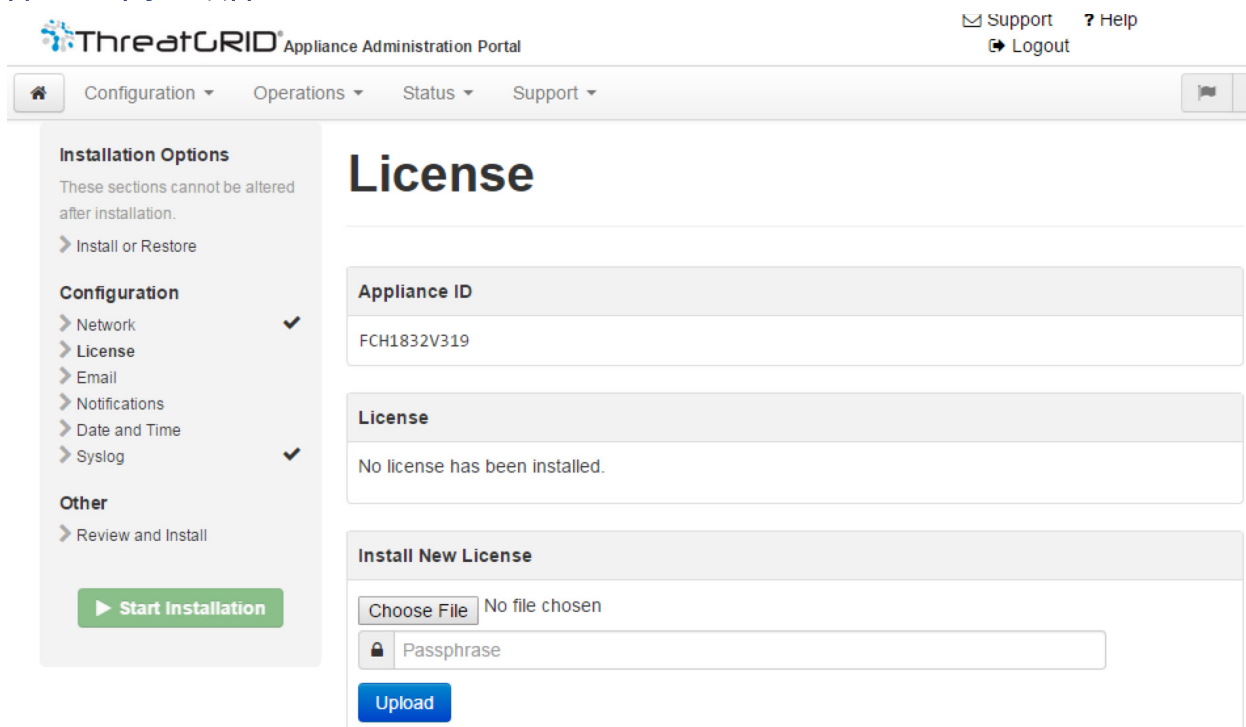 ThreatGRID Appliance Administration Portal
Support ? Help
Logout
Configuration Operations Status Support
Installation Options
These sections cannot be altered
after installation.
Install or Restore
Configuration
Network
License
Email
Notifications
Date and Time
Syslog
Other
Review and Install
Start Installation
License
Appliance ID
FCH1832V319
License
No license has been installed.
Install New License
Choose File No file chosen
Passphrase
Upload